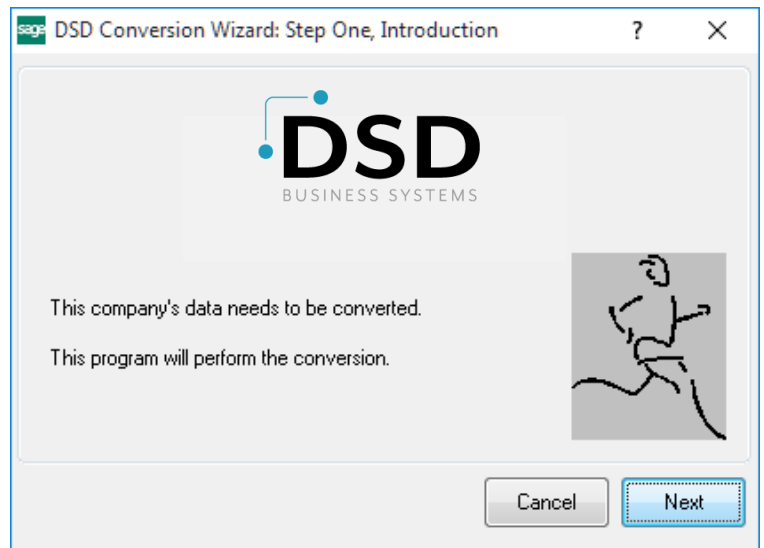 sage DSD Conversion Wizard: Step One, Introduction ?
DSD
BUSINESS SYSTEMS
This company's data needs to be converted.
This program will perform the conversion.
Cancel Next